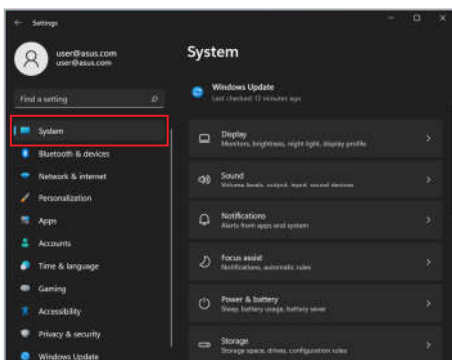 Settings
user@asus.com
user@asus.com
Find a setting
System
Bluetooth & devices
Network & internet
Personalization
Apps
Accounts
Time & language
Gaming
Accessibility
Privacy & security
Windows Update
System
Windows Update
Last checked: 12 minutes ago
Display
Monitors, brightness, night light, display profile
Sound
Volume levels, output, input, sound devices
Notifications
Alerts from apps and system
Focus assist
Notifications, automatic rules
Power & battery
Sleep, battery usage, battery saver
Storage
Storage space, drives, configuration rules